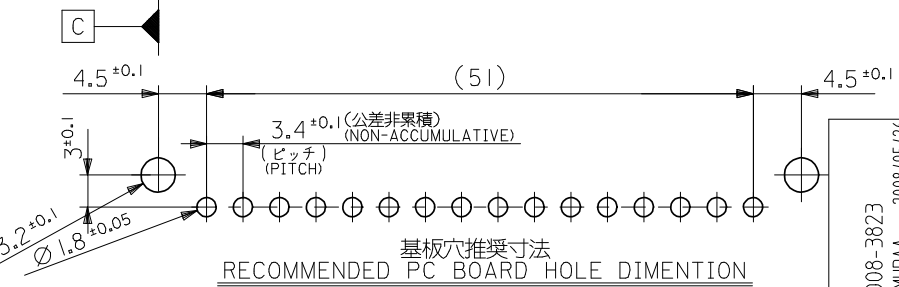 C
4.5 ±0.1
(51)
4.5 ±0.1
3.4 ±0.1 (公差非累積)
(NON-ACCUMULATIVE)
(ピッチ)
(PITCH)
3±0.1
3.2±0.1
Ø1.8±0.05
基板穴推奨寸法
RECOMMENDED PC BOARD HOLE DIMENTION
008-3823